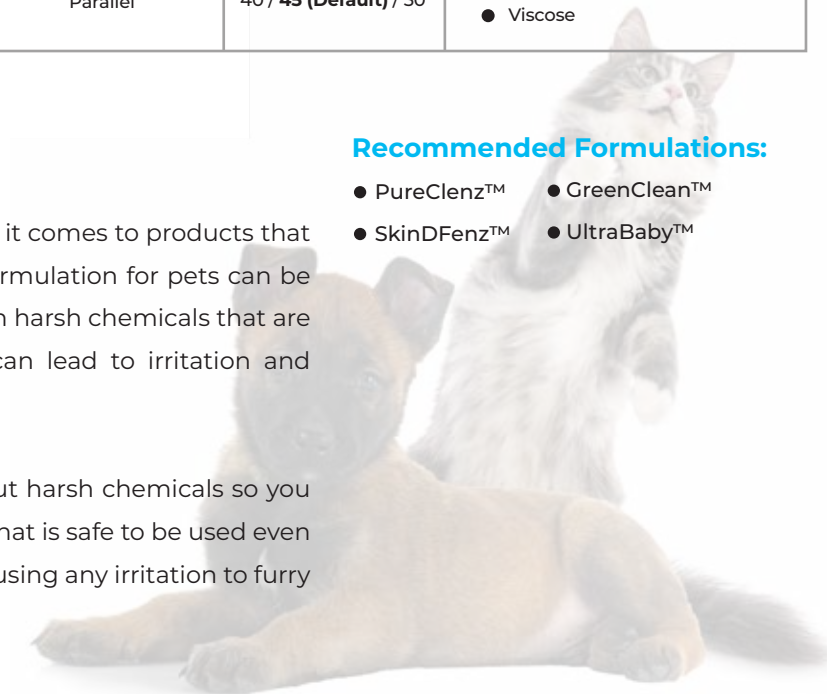 Parallel
40 / 45 (Default) / 50
● Viscose
Recommended Formulations:
● PureClenz™ ● GreenClean™
● SkinDFenz™ ● UltraBaby™
it comes to products that
rmulation for pets can be
harsh chemicals that are
can lead to irritation and
ut harsh chemicals so you
hat is safe to be used even
using any irritation to furry